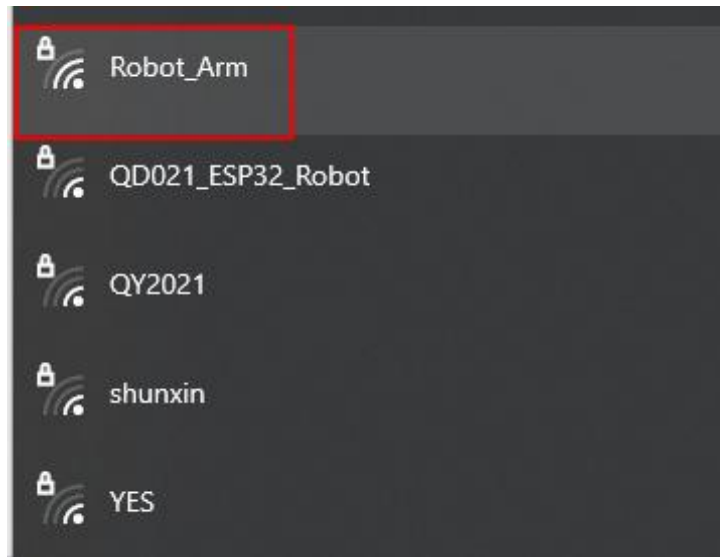 Robot_Arm
QD021_ESP32_Robot
QY2021
shunxin
YES